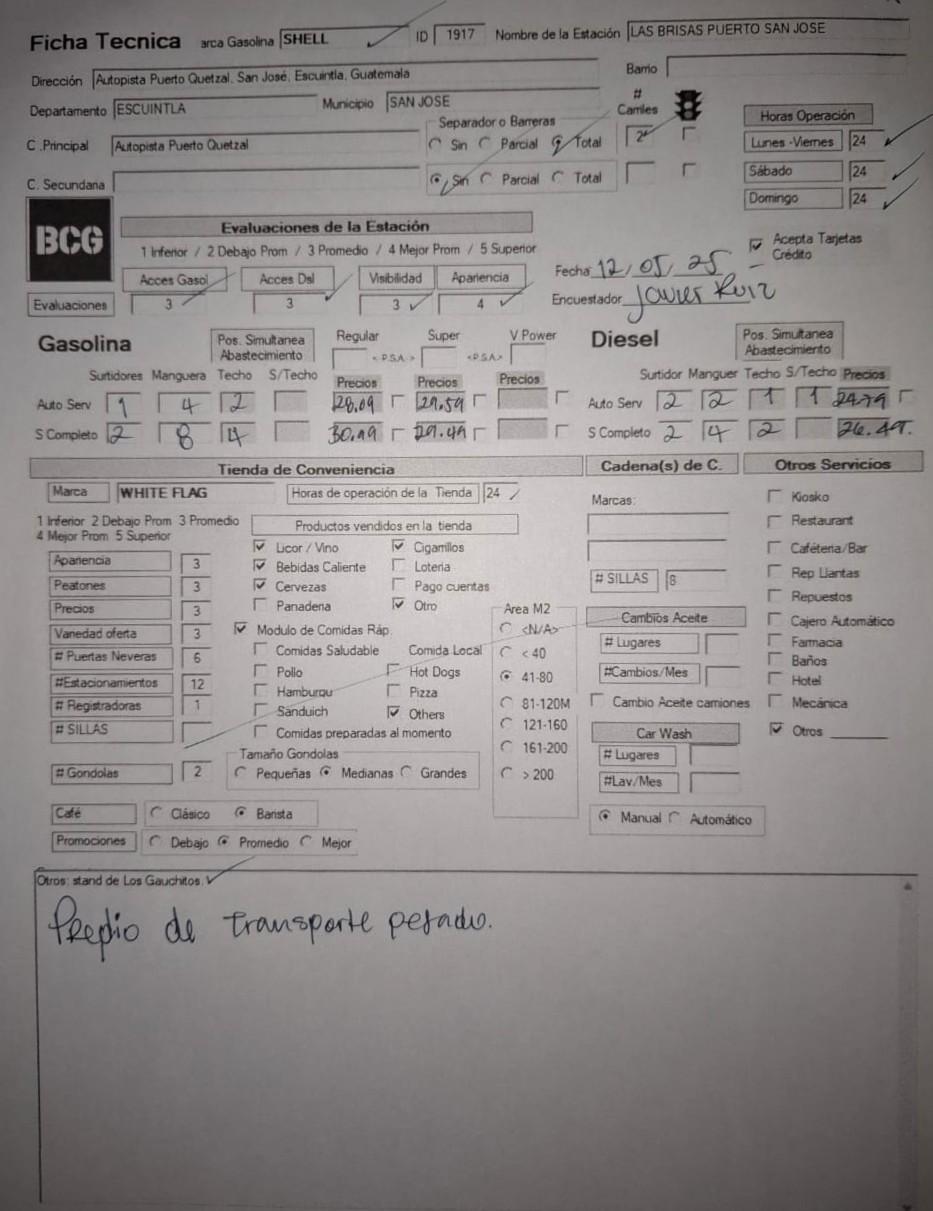 Ficha Tecnica arca Gasolina SHELL ID 1917 Nombre de la Estación LAS BRISAS PUERTO SAN JOSE
Dirección Autopista Puerto Quetzal, San José, Escuintla, Guatemala Barrio
Departamento ESCUINTLA Municipio SAN JOSE # Carriles
Separador o Barreras Horas Operación
C .Principal Autopista Puerto Quetzal Sin Parcial Total 2 Lunes -Viernes 24
C. Secundaria Sin Parcial Total Sábado 24
Domingo 24
BCG
Evaluaciones de la Estación
1 Inferior / 2 Debajo Prom / 3 Promedio / 4 Mejor Prom / 5 Superior
Acepta Tarjetas Crédito
Acces Gasol Acces Dsl Visibilidad Apariencia Fecha 12/05/25
Evaluaciones 3 3 3 4 Encuestador Javier Ruiz
Gasolina Pos. Simultanea Abastecimiento Regular Super V Power Diesel Pos. Simultanea Abastecimiento
< P.S.A.> <P.S.A.>
Surtidores Manguera Techo S/Techo Precios Precios Precios Surtidor Manguer Techo S/Techo Precios
Auto Serv 1 4 2 28.09 29.59 Auto Serv 2 2 1 1 24.79
S Completo 2 8 4 29.49 S Completo 2 4 2 26.49.
Tienda de Conveniencia Cadena(s) de C. Otros Servicios
Marca WHITE FLAG Horas de operación de la Tienda 24
1 Inferior 2 Debajo Prom 3 Promedio
4 Mejor Prom 5 Superior
Productos vendidos en la tienda
Apariencia 3
Peatones 3
Precios 3
Variedad oferta 3
# Puertas Neveras 6
#Estacionamientos 12
# Registradoras 1
# SILLAS
# Gondolas 2
Licor / Vino Cigarrillos
Bebidas Caliente Loteria
Cervezas Pago cuentas
Panaderia Otro
Modulo de Comidas Ráp.
Comidas Saludable Comida Local
Pollo Hot Dogs
Hamburqu Pizza
Sanduich Others
Comidas preparadas al momento
Tamaño Gondolas
Pequeñas Medianas Grandes
Area M2
<N/A>
< 40
41-80
81-120M
121-160
161-200
> 200
Marcas:
# SILLAS 8
Cambios Aceite
# Lugares
#Cambios/Mes
Cambio Aceite camiones
Car Wash
# Lugares
#Lav/Mes
Manual Automático
Kiosko
Restaurant
Caféteria/Bar
Rep Llantas
Repuestos
Cajero Automático
Farmacia
Baños
Hotel
Mecánica
Otros
Café Clásico Barista
Promociones Debajo Promedio Mejor
Otros: stand de Los Gauchitos.
Predio de transporte pesado.